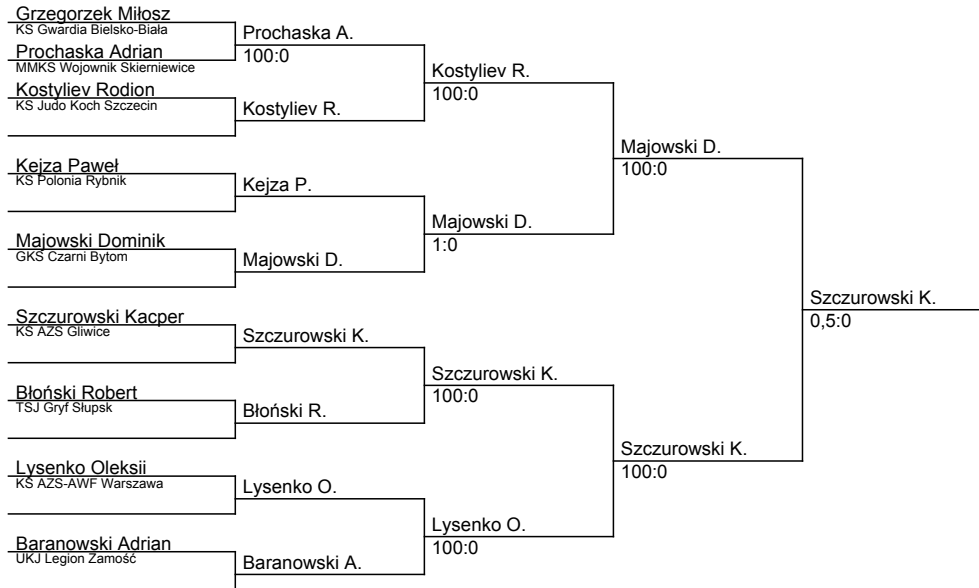 Grzegorzek Miłosz
KS Gwardia Bielsko-Biała
Prochaska Adrian
MMKS Wojownik Skierniewice
Kostyliev Rodion
KS Judo Koch Szczecin
Kejza Paweł
KS Polonia Rybnik
Majowski Dominik
GKS Czarni Bytom
Szczurowski Kacper
KS AZS Gliwice
Błoński Robert
TSJ Gryf Słupsk
Lysenko Oleksii
KS AZS-AWF Warszawa
Baranowski Adrian
UKJ Legion Zamość
Prochaska A.
100:0
Kostyliev R.
Kejza P.
Majowski D.
Szczurowski K.
Błoński R.
Lysenko O.
Baranowski A.
Kostyliev R.
100:0
Majowski D.
1:0
Szczurowski K.
100:0
Lysenko O.
100:0
Majowski D.
100:0
Szczurowski K.
100:0
Szczurowski K.
0,5:0